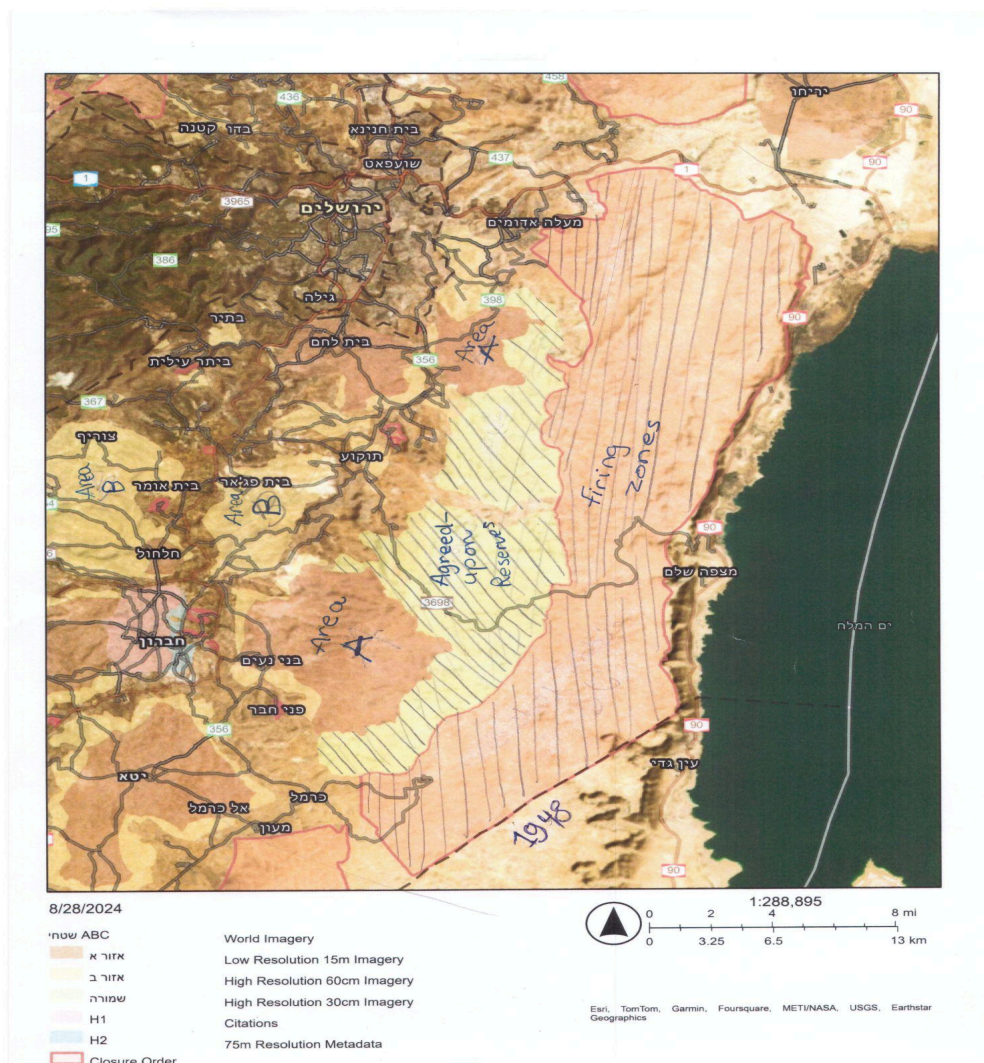 458
436
יריחו
90
בדו
קטנה
בית חנינא
שועפאט
437
90
1
1
3965
ירושלים
מעלה אדומים
95
386
גילה
398
90
בתיר
בית לחם
Area
A
ביתר עילית
356
367
צוריף
תוקוע
firing
zones
Area
B
בית אומר
בית פג'אר
Area
B
Agreed-
upon
Reserves
90
חלחול
מצפה שלם
3698
Area
A
ים המלח
חברון
בני נעים
פני חבר
356
90
עין גדי
יטא
כרמל
אל כרמל
מעון
1948
90
8/28/2024
1:288,895
0 2 4 8 mi
0 3.25 6.5 13 km
שטחי ABC
אזור א
אזור ב
שמורה
H1
H2
Closure Order
World Imagery
Low Resolution 15m Imagery
High Resolution 60cm Imagery
High Resolution 30cm Imagery
Citations
75m Resolution Metadata
Esri, TomTom, Garmin, Foursquare, METI/NASA, USGS, Earthstar
Geographics